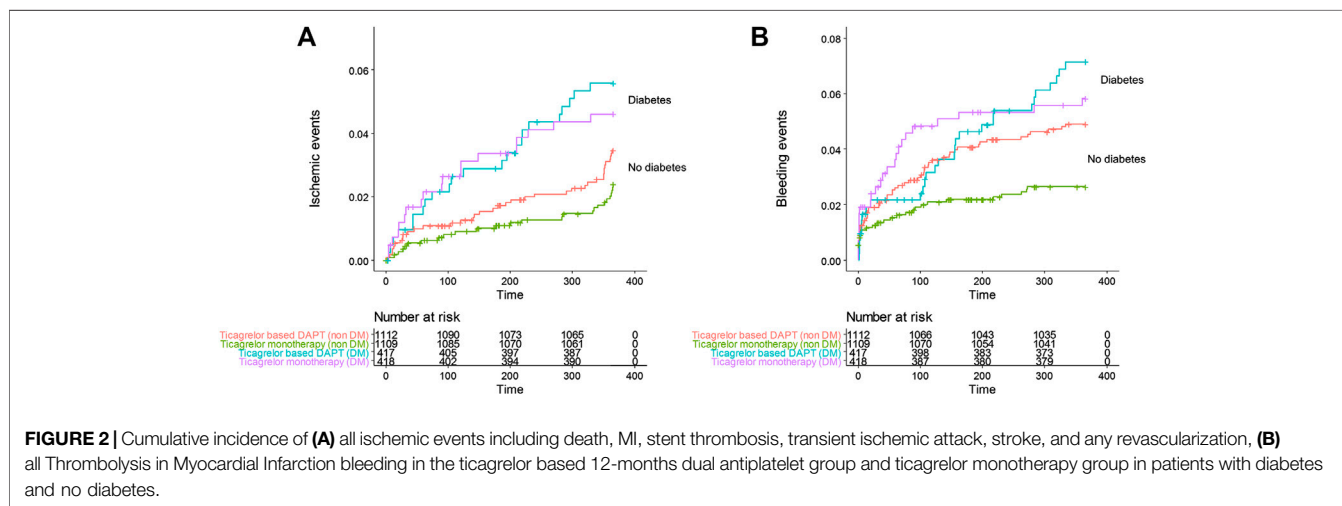 A
Ischemic events
0.06
0.04
0.02
0.00
Diabetes
No diabetes
0 100 200 300 400
Time
Number at risk
Ticagrelor based DAPT (non DM) 1112 1090 1073 1065 0
Ticagrelor monotherapy (non DM) 1109 1085 1070 1061 0
Ticagrelor based DAPT (DM) 417 405 397 387 0
Ticagrelor monotherapy (DM) 418 402 394 390 0
0 100 200 300 400
Time
B
Bleeding events
0.08
0.06
0.04
0.02
0.00
Diabetes
No diabetes
0 100 200 300 400
Time
Number at risk
Ticagrelor based DAPT (non DM) 1112 1066 1043 1035 0
Ticagrelor monotherapy (non DM) 1109 1070 1054 1041 0
Ticagrelor based DAPT (DM) 417 398 383 373 0
Ticagrelor monotherapy (DM) 418 387 380 379 0
0 100 200 300 400
Time
FIGURE 2 | Cumulative incidence of (A) all ischemic events including death, MI, stent thrombosis, transient ischemic attack, stroke, and any revascularization, (B)
all Thrombolysis in Myocardial Infarction bleeding in the ticagrelor based 12-months dual antiplatelet group and ticagrelor monotherapy group in patients with diabetes
and no diabetes.